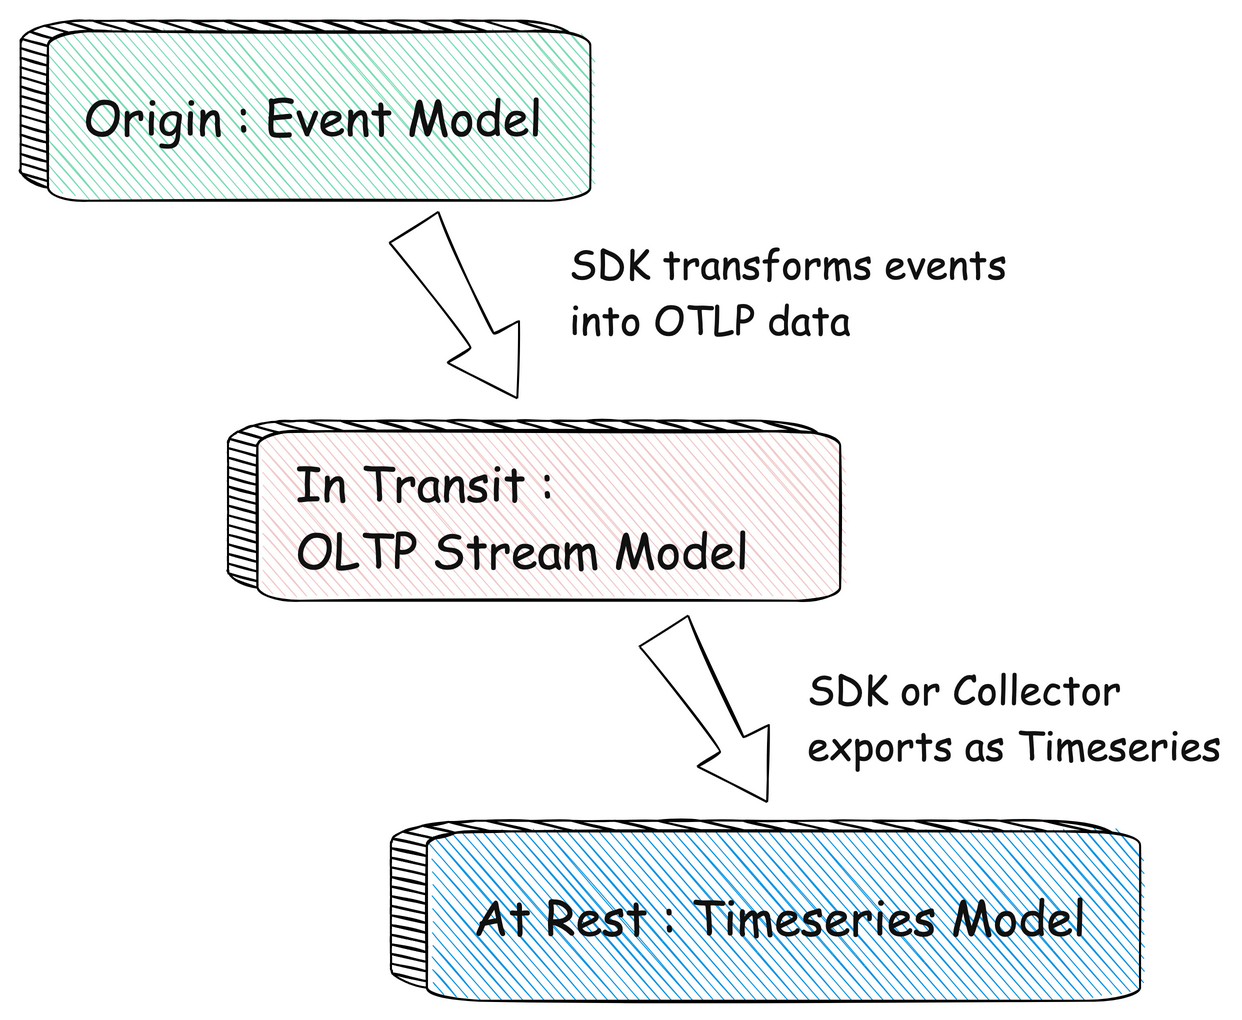 Origin : Event Model
SDK transforms events
into OTLP data
In Transit :
OLTP Stream Model
SDK or Collector
exports as Timeseries
At Rest : Timeseries Model